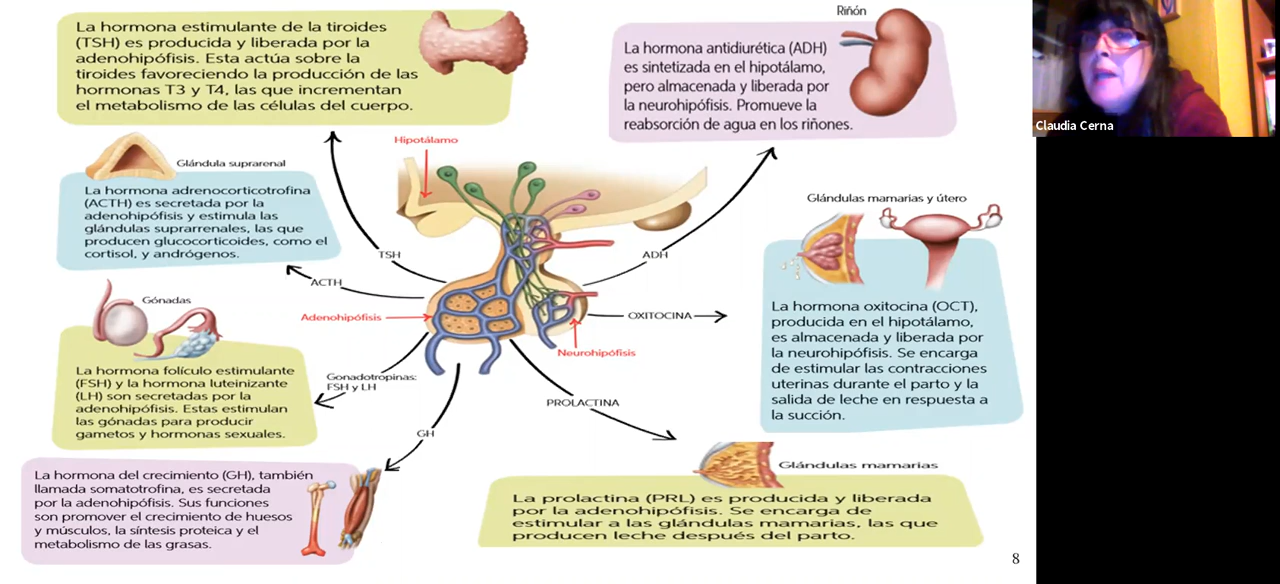 La hormona estimulante de la tiroides
(TSH) es producida y liberada por la
adenohipófisis. Esta actúa sobre la
tiroides favoreciendo la producción de las
hormonas T3 y T4, las que incrementan
el metabolismo de las células del cuerpo.
Riñón
La hormona antidiurética (ADH)
es sintetizada en el hipotálamo,
pero almacenada y liberada por
la neurohipófisis. Promueve la
reabsorción de agua en los riñones.
Claudia Cerna
Hipotálamo
Glándula suprarenal
La hormona adrenocorticotrofina
(ACTH) es secretada por la
adenohipófisis y estimula las
glándulas suprarrenales, las que
producen glucocorticoides, como el
cortisol, y andrógenos.
Glándulas mamarias y útero
TSH
ADH
ACTH
Gónadas
Adenohipófisis
OXITOCINA
Neurohipófisis
La hormona oxitocina (OCT),
producida en el hipotálamo,
es almacenada y liberada por
la neurohipófisis. Se encarga
de estimular las contracciones
uterinas durante el parto y la
salida de leche en respuesta a
la succión.
La hormona folículo estimulante
(FSH) y la hormona luteinizante
(LH) son secretadas por la
adenohipófisis. Estas estimulan
las gónadas para producir
gametos y hormonas sexuales.
Gonadotropinas:
FSH y LH
PROLACTINA
GH
La hormona del crecimiento (GH), también
llamada somatotrofina, es secretada
por la adenohipófisis. Sus funciones
son promover el crecimiento de huesos
y músculos, la síntesis proteica y el
metabolismo de las grasas.
Glándulas mamarias
La prolactina (PRL) es producida y liberada
por la adenohipófisis. Se encarga de
estimular a las glándulas mamarias, las que
producen leche después del parto.
8